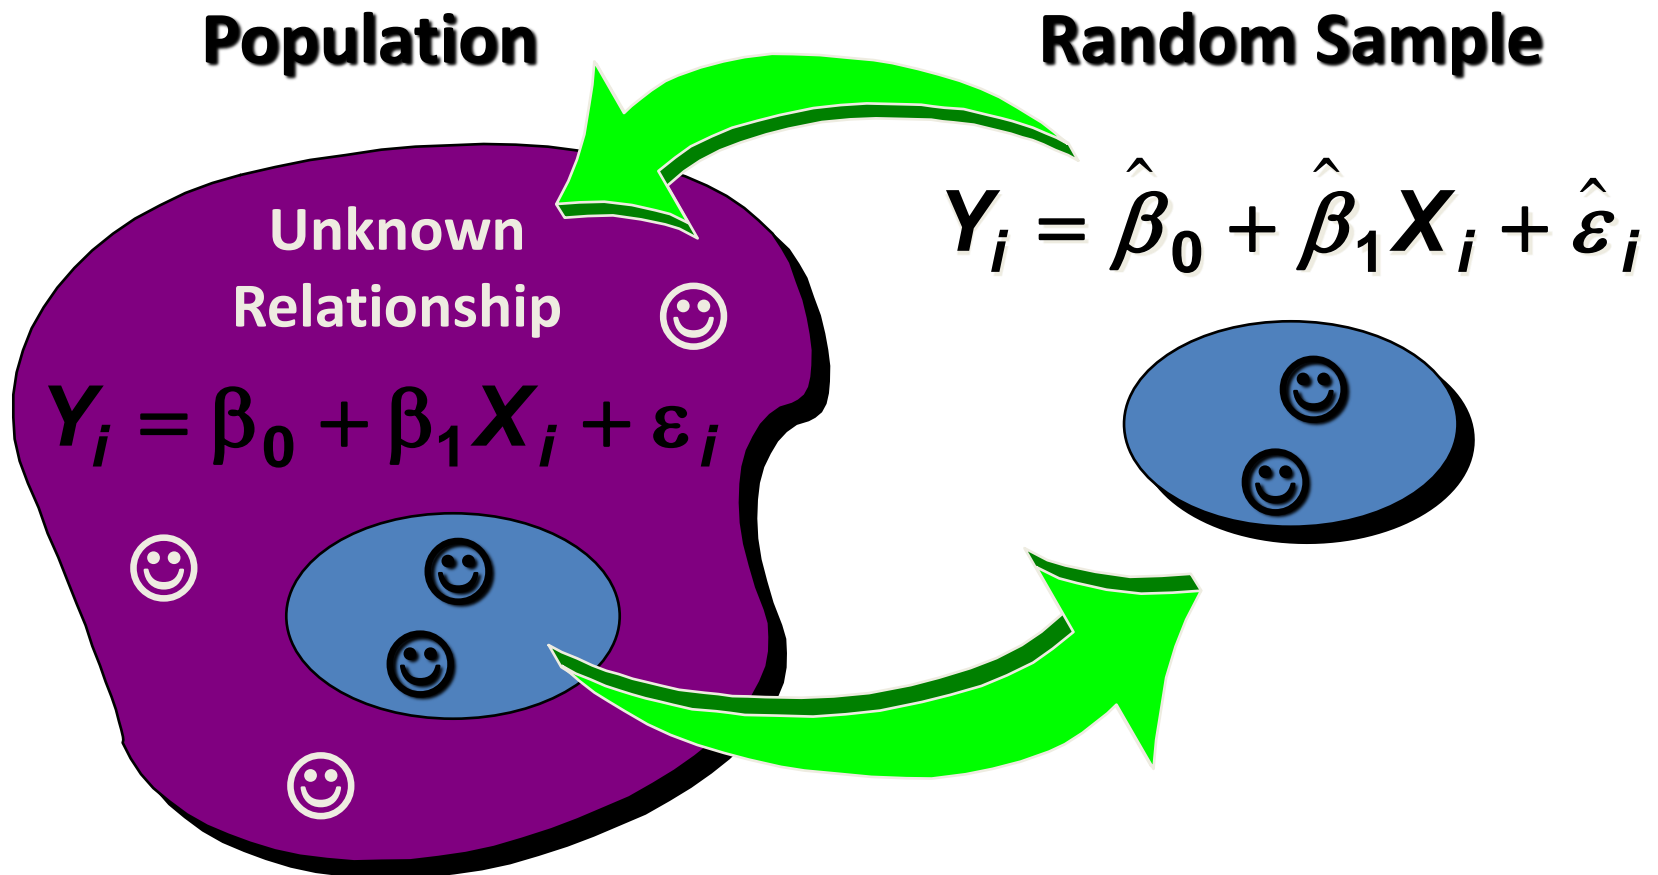 Population
Random Sample
Unknown
Relationship
Yᵢ = β₀ + β₁Xᵢ + εᵢ
Yᵢ = β̂₀ + β̂₁Xᵢ + ε̂ᵢ